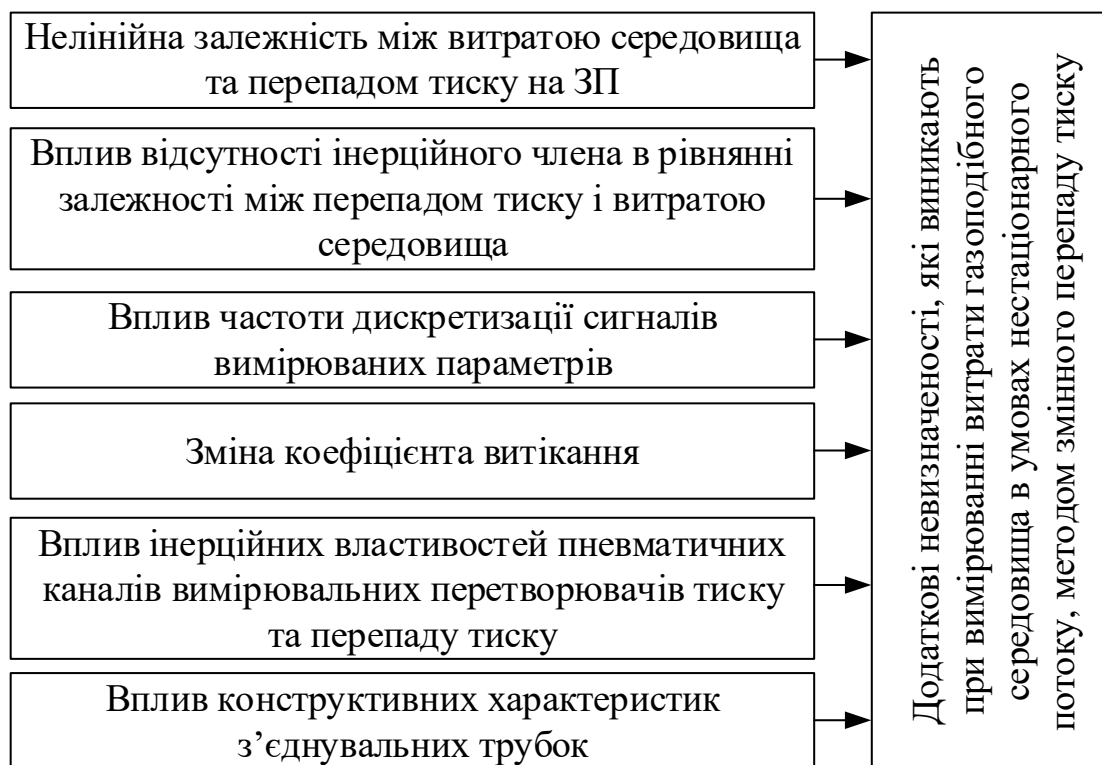 Нелінійна залежність між витратою середовища
та перепадом тиску на ЗП
Вплив відсутності інерційного члена в рівнянні
залежності між перепадом тиску і витратою
середовища
Вплив частоти дискретизації сигналів
вимірюваних параметрів
Зміна коефіцієнта витікання
Вплив інерційних властивостей пневматичних
каналів вимірювальних перетворювачів тиску
та перепаду тиску
Вплив конструктивних характеристик
з’єднувальних трубок
Додаткові невизначеності, які виникають
при вимірюванні витрати газоподібного
середовища в умовах нестаціонарного
потоку, методом змінного перепаду тиску